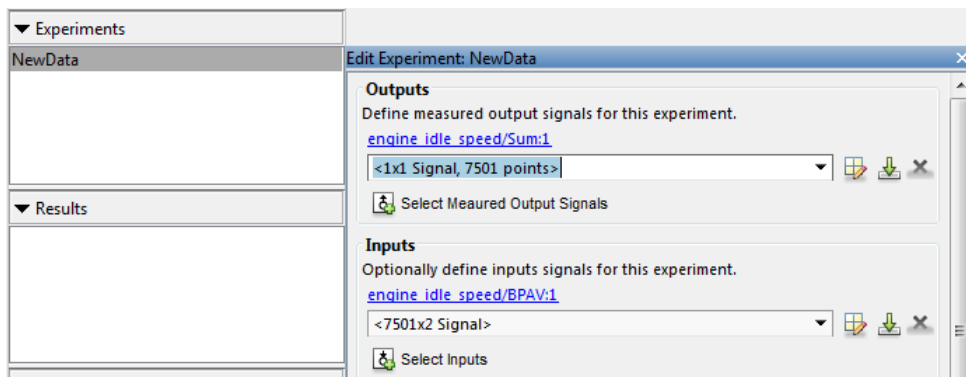 Experiments
NewData
Results
Edit Experiment: NewData
Outputs
Define measured output signals for this experiment.
engine_idle_speed/Sum:1
<1x1 Signal, 7501 points>
Select Meaured Output Signals
Inputs
Optionally define inputs signals for this experiment.
engine_idle_speed/BPAV:1
<7501x2 Signal>
Select Inputs